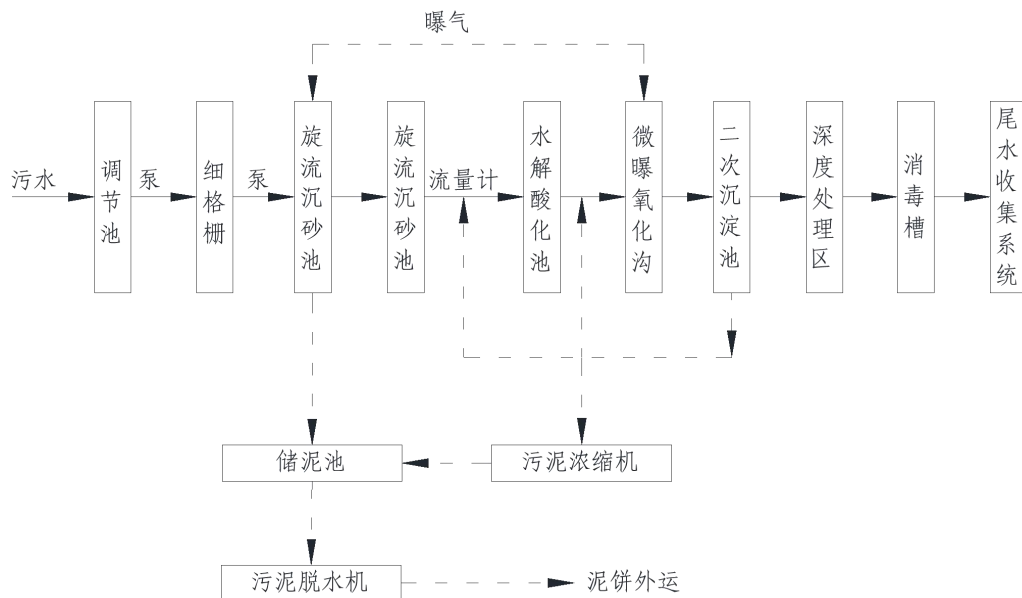 曝气
污水
调节池
泵
细格栅
泵
旋流沉砂池
旋流沉砂池
流量计
水解酸化池
微曝氧化沟
二次沉淀池
深度处理区
消毒槽
尾水收集系统
储泥池
污泥浓缩机
污泥脱水机
泥饼外运